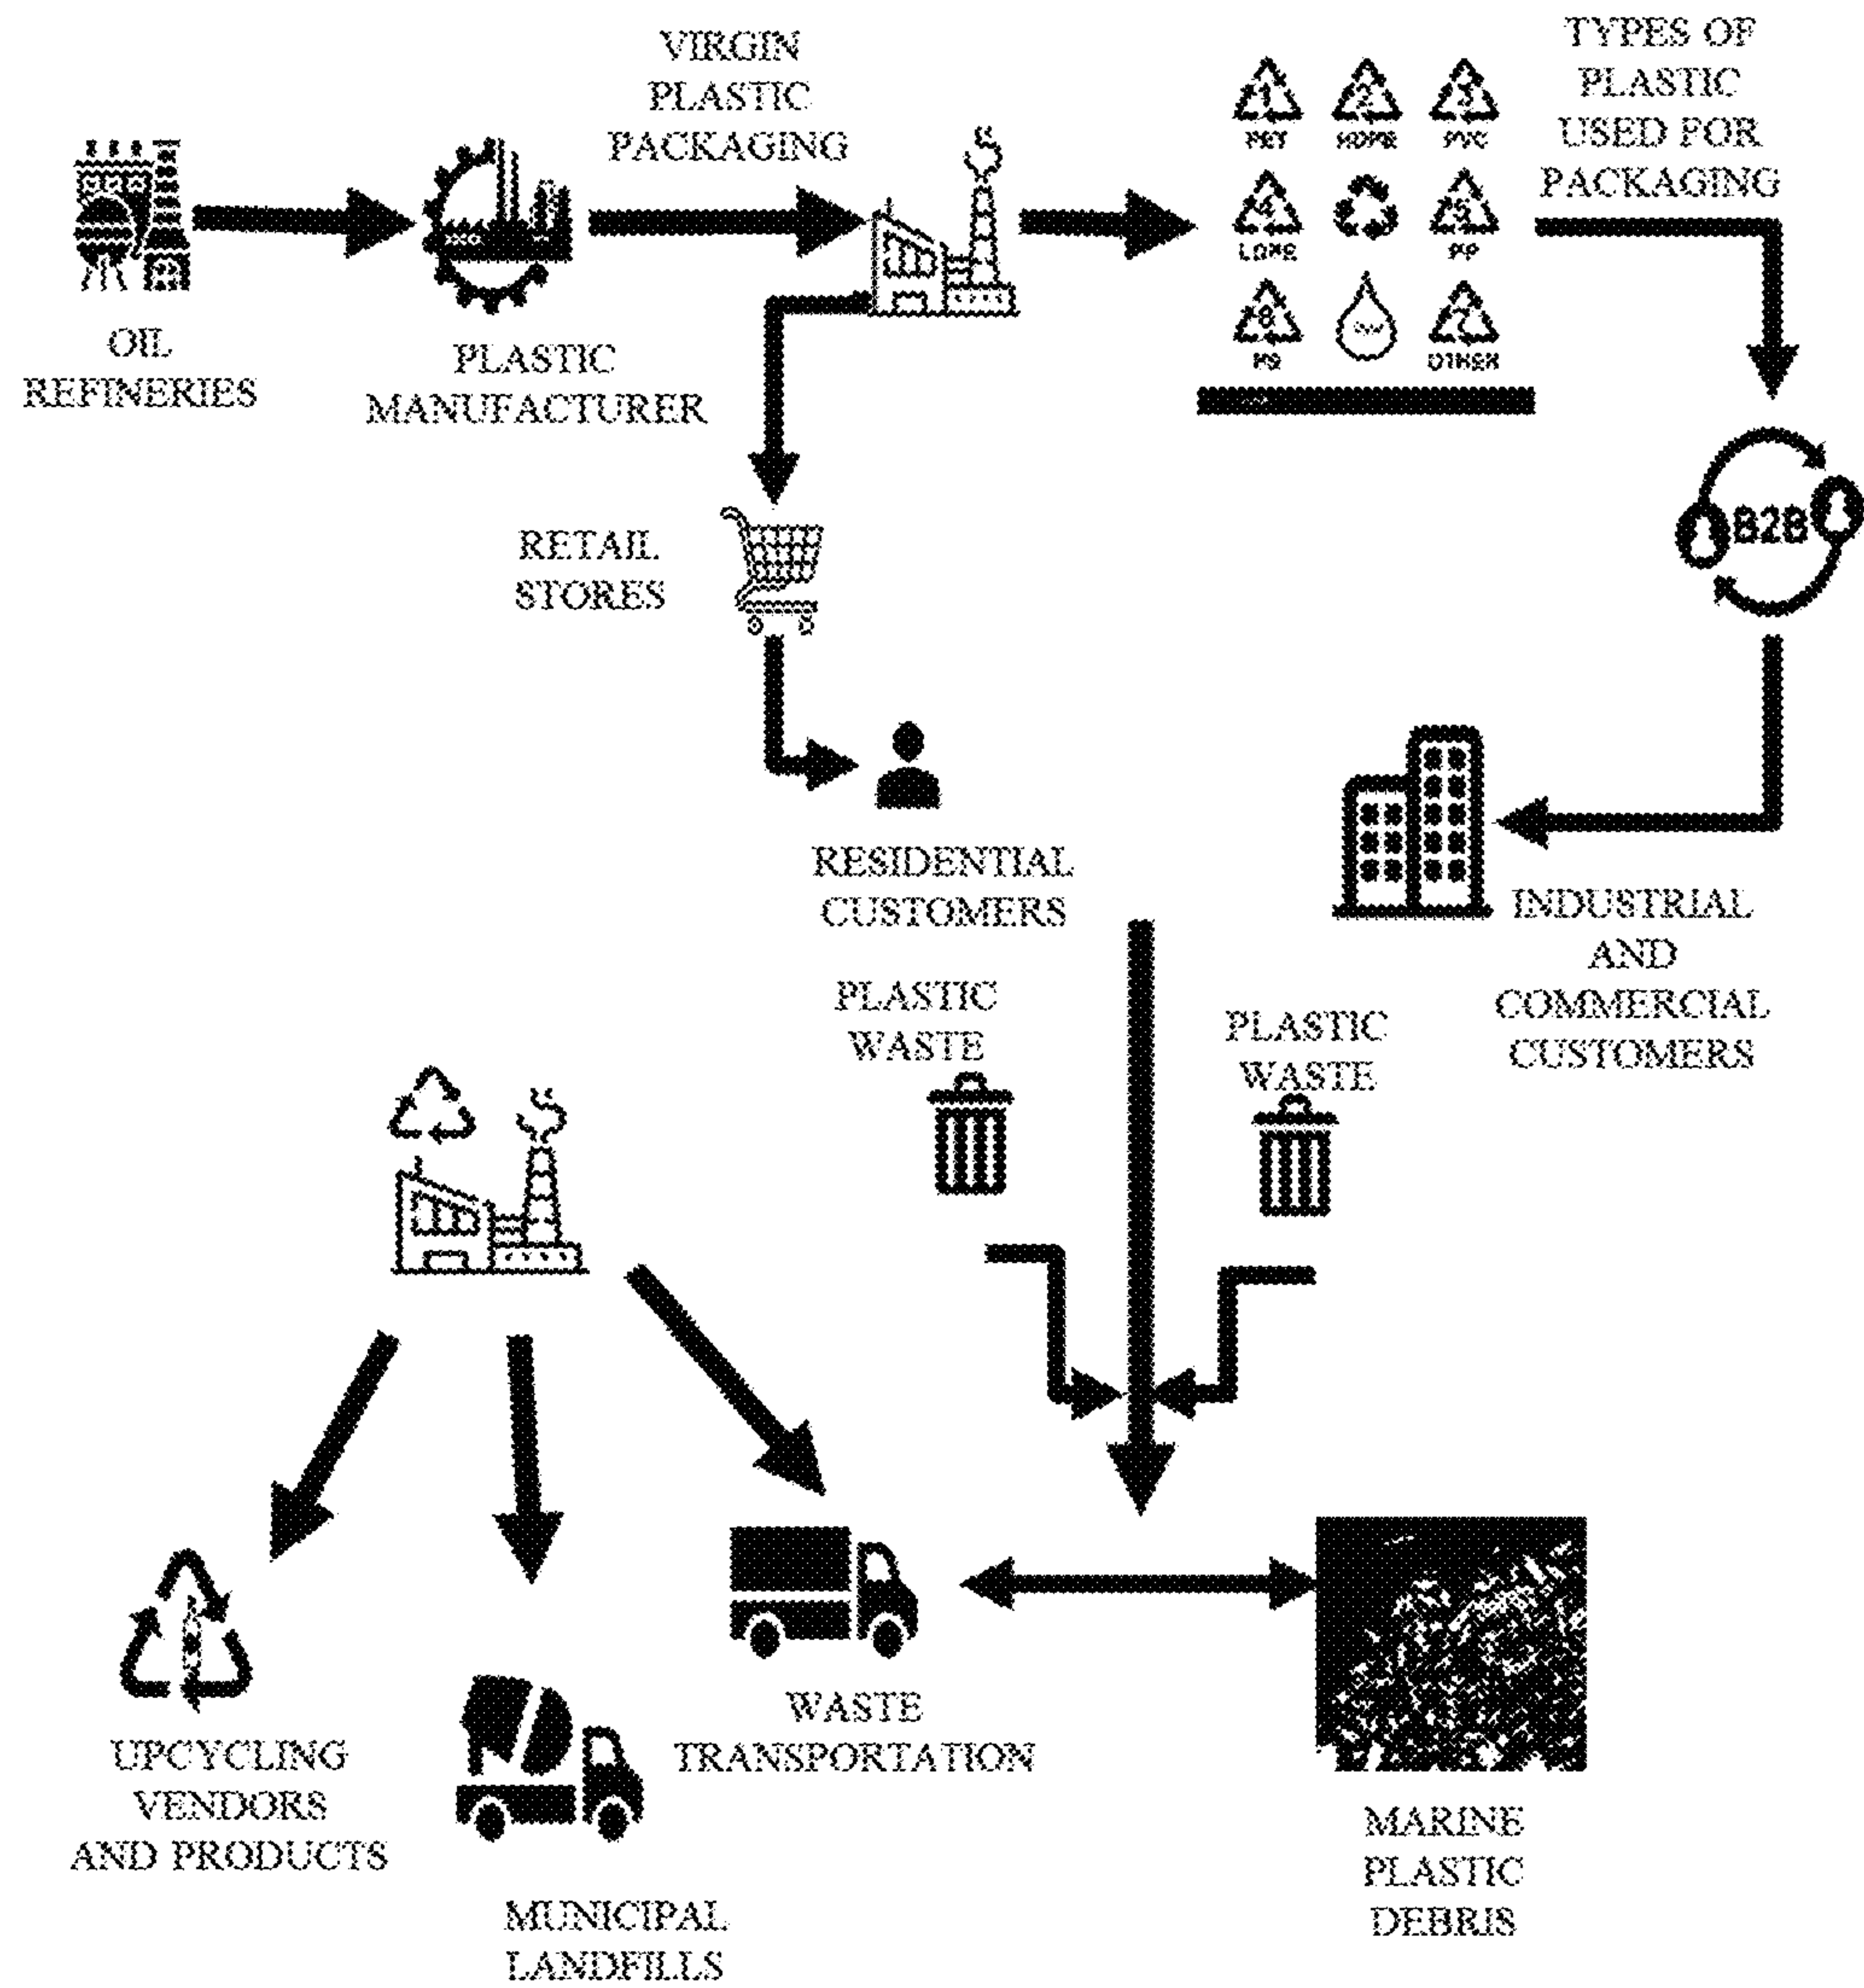 VIRGIN
PLASTIC
PACKAGING
TYPES OF
PLASTIC
USED FOR
PACKAGING
1
2
3
PET
HDPE
PVC
4
5
LDPE
PP
7
OTHER
OIL
REFINERIES
PLASTIC
MANUFACTURER
B2B
RETAIL
STORES
RESIDENTIAL
CUSTOMERS
INDUSTRIAL
AND
COMMERCIAL
CUSTOMERS
PLASTIC
WASTE
PLASTIC
WASTE
WASTE
TRANSPORTATION
UPCYCLING
VENDORS
AND PRODUCTS
MUNICIPAL
LANDFILLS
MARINE
PLASTIC
DEBRIS